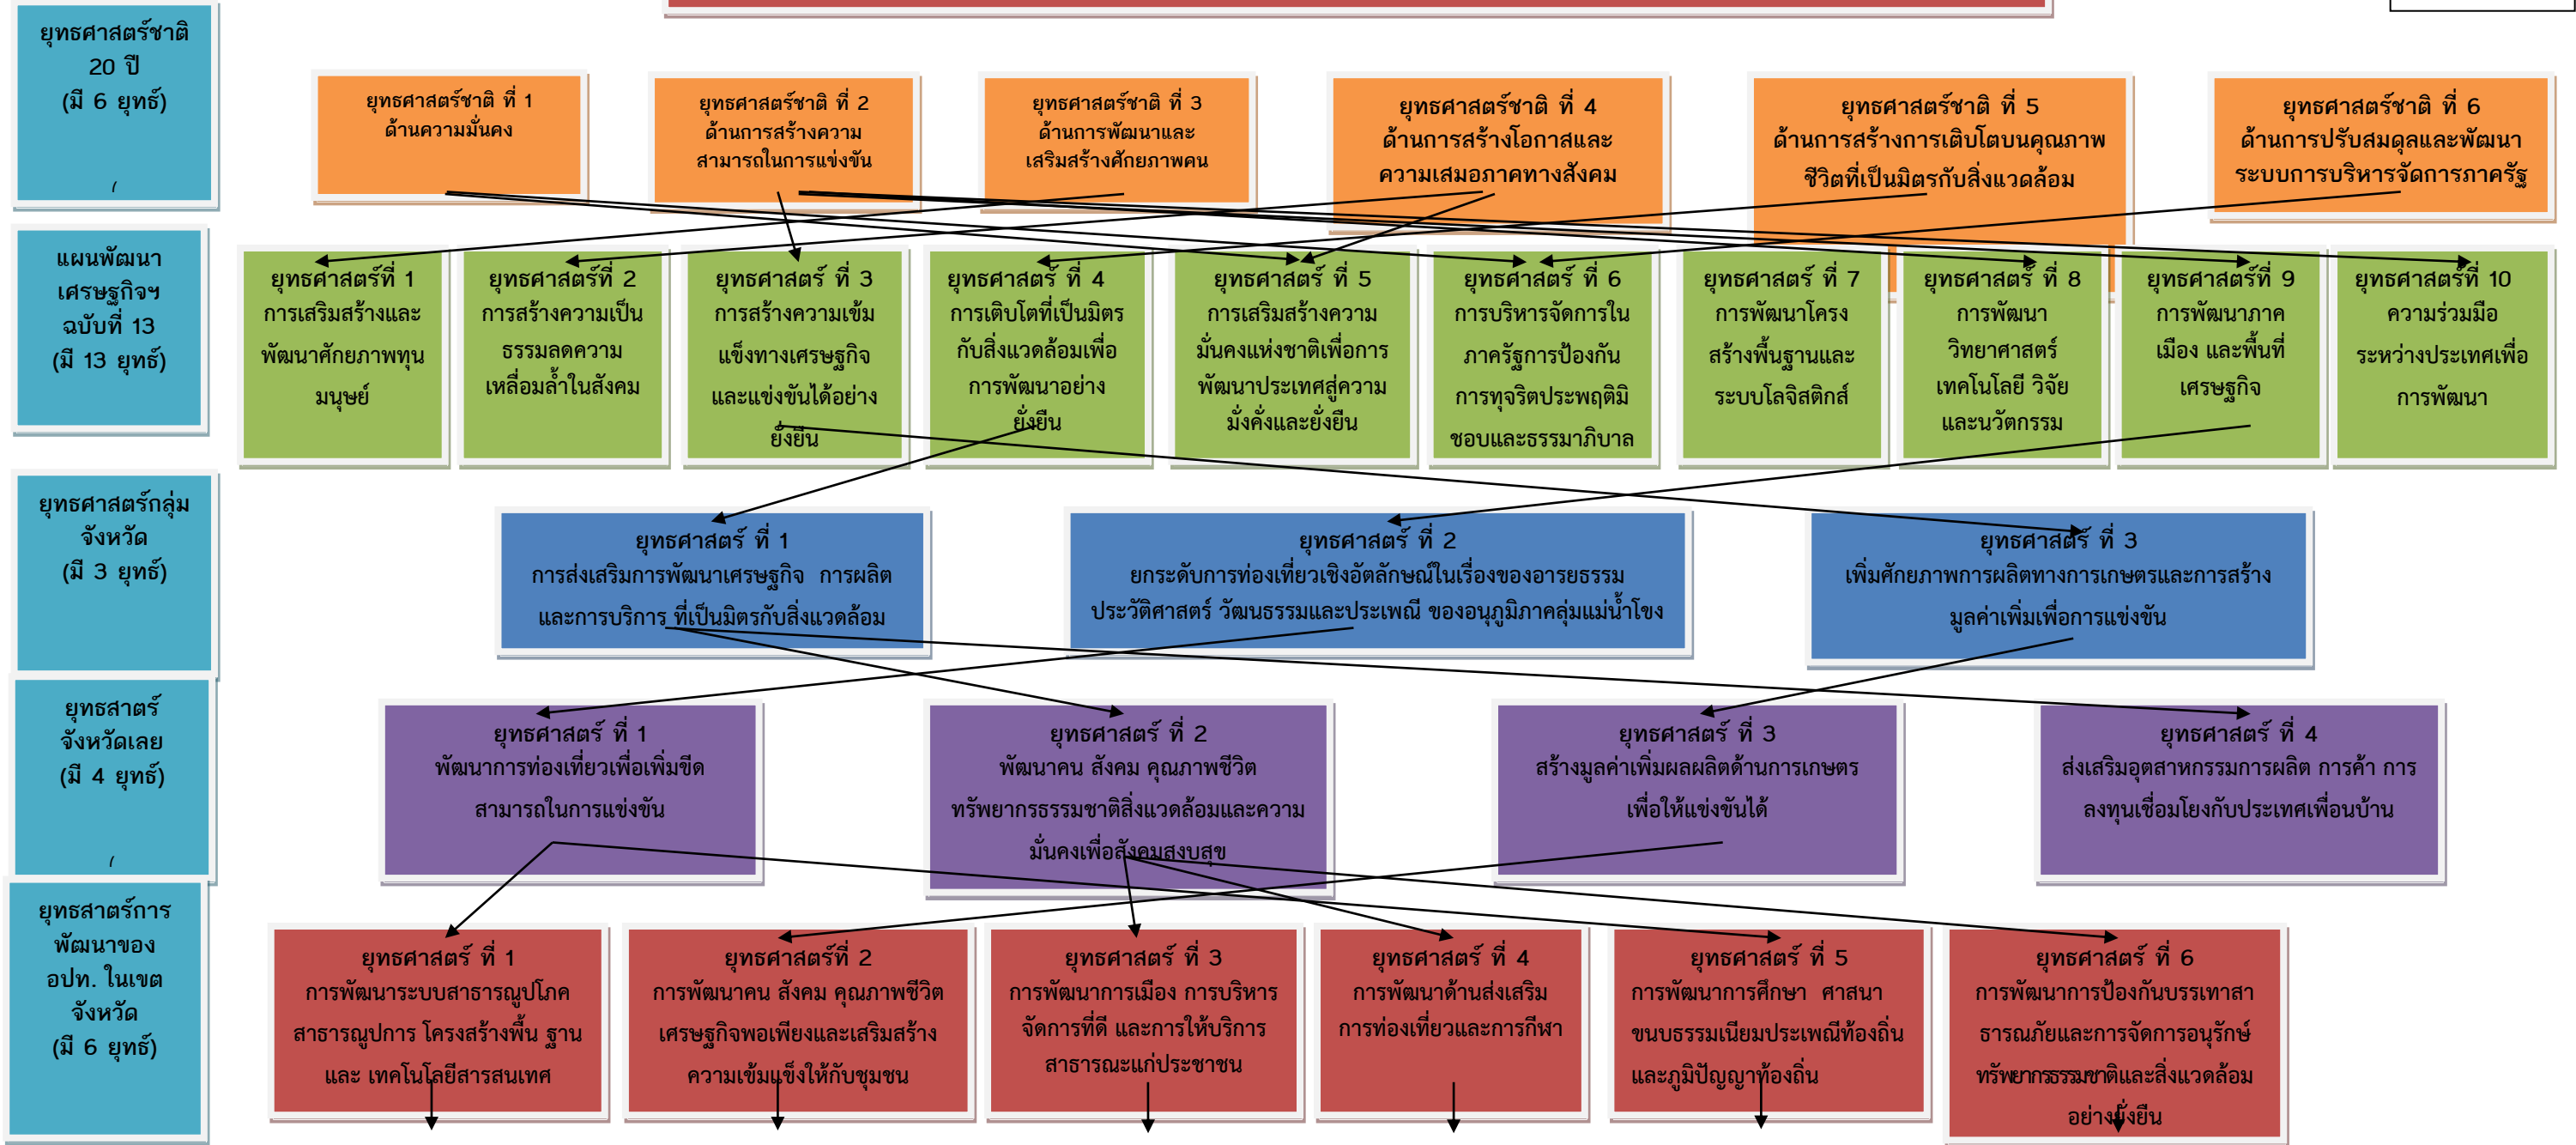 ยุทธศาสตร์ชาติ
20 ปี
(มี 6 ยุทธ์)
(
ยุทธศาสตร์ชาติ ที่ 1
ด้านความมั่นคง
ยุทธศาสตร์ชาติ ที่ 2
ด้านการสร้างความ
สามารถในการแข่งขัน
ยุทธศาสตร์ชาติ ที่ 3
ด้านการพัฒนาและ
เสริมสร้างศักยภาพคน
ยุทธศาสตร์ชาติ ที่ 4
ด้านการสร้างโอกาสและ
ความเสมอภาคทางสังคม
ยุทธศาสตร์ชาติ ที่ 5
ด้านการสร้างการเติบโตบนคุณภาพ
ชีวิตที่เป็นมิตรกับสิ่งแวดล้อม
ยุทธศาสตร์ชาติ ที่ 6
ด้านการปรับสมดุลและพัฒนา
ระบบการบริหารจัดการภาครัฐ
แผนพัฒนา
เศรษฐกิจฯ
ฉบับที่ 13
(มี 13 ยุทธ์)
ยุทธศาสตร์ที่ 1
การเสริมสร้างและ
พัฒนาศักยภาพทุน
มนุษย์
ยุทธศาสตร์ที่ 2
การสร้างความเป็น
ธรรมลดความ
เหลื่อมล้ำในสังคม
ยุทธศาสตร์ ที่ 3
การสร้างความเข้ม
แข็งทางเศรษฐกิจ
และแข่งขันได้อย่าง
ยั่งยืน
ยุทธศาสตร์ ที่ 4
การเติบโตที่เป็นมิตร
กับสิ่งแวดล้อมเพื่อ
การพัฒนาอย่าง
ยั่งยืน
ยุทธศาสตร์ ที่ 5
การเสริมสร้างความ
มั่นคงแห่งชาติเพื่อการ
พัฒนาประเทศสู่ความ
มั่งคั่งและยั่งยืน
ยุทธศาสตร์ ที่ 6
การบริหารจัดการใน
ภาครัฐการป้องกัน
การทุจริตประพฤติมิ
ชอบและธรรมาภิบาล
ยุทธศาสตร์ ที่ 7
การพัฒนาโครง
สร้างพื้นฐานและ
ระบบโลจิสติกส์
ยุทธศาสตร์ ที่ 8
การพัฒนา
วิทยาศาสตร์
เทคโนโลยี วิจัย
และนวัตกรรม
ยุทธศาสตร์ที่ 9
การพัฒนาภาค
เมือง และพื้นที่
เศรษฐกิจ
ยุทธศาสตร์ที่ 10
ความร่วมมือ
ระหว่างประเทศเพื่อ
การพัฒนา
ยุทธศาสตร์กลุ่ม
จังหวัด
(มี 3 ยุทธ์)
ยุทธศาสตร์ ที่ 1
การส่งเสริมการพัฒนาเศรษฐกิจ การผลิต
และการบริการ ที่เป็นมิตรกับสิ่งแวดล้อม
ยุทธศาสตร์ ที่ 2
ยกระดับการท่องเที่ยวเชิงอัตลักษณ์ในเรื่องของอารยธรรม
ประวัติศาสตร์ วัฒนธรรมและประเพณี ของอนุภูมิภาคลุ่มแม่น้ำโขง
ยุทธศาสตร์ ที่ 3
เพิ่มศักยภาพการผลิตทางการเกษตรและการสร้าง
มูลค่าเพิ่มเพื่อการแข่งขัน
ยุทธสาตร์
จังหวัดเลย
(มี 4 ยุทธ์)
(
ยุทธศาสตร์ ที่ 1
พัฒนาการท่องเที่ยวเพื่อเพิ่มขีด
สามารถในการแข่งขัน
ยุทธศาสตร์ ที่ 2
พัฒนาคน สังคม คุณภาพชีวิต
ทรัพยากรธรรมชาติสิ่งแวดล้อมและความ
มั่นคงเพื่อสังคมสงบสุข
ยุทธศาสตร์ ที่ 3
สร้างมูลค่าเพิ่มผลผลิตด้านการเกษตร
เพื่อให้แข่งขันได้
ยุทธศาสตร์ ที่ 4
ส่งเสริมอุตสาหกรรมการผลิต การค้า การ
ลงทุนเชื่อมโยงกับประเทศเพื่อนบ้าน
ยุทธสาตร์การ
พัฒนาของ
อปท. ในเขต
จังหวัด
(มี 6 ยุทธ์)
ยุทธศาสตร์ ที่ 1
การพัฒนาระบบสาธารณูปโภค
สาธารณูปการ โครงสร้างพื้น ฐาน
และ เทคโนโลยีสารสนเทศ
ยุทธศาสตร์ที่ 2
การพัฒนาคน สังคม คุณภาพชีวิต
เศรษฐกิจพอเพียงและเสริมสร้าง
ความเข้มแข็งให้กับชุมชน
ยุทธศาสตร์ ที่ 3
การพัฒนาการเมือง การบริหาร
จัดการที่ดี และการให้บริการ
สาธารณะแก่ประชาชน
ยุทธศาสตร์ ที่ 4
การพัฒนาด้านส่งเสริม
การท่องเที่ยวและการกีฬา
ยุทธศาสตร์ ที่ 5
การพัฒนาการศึกษา ศาสนา
ขนบธรรมเนียมประเพณีท้องถิ่น
และภูมิปัญญาท้องถิ่น
ยุทธศาสตร์ ที่ 6
การพัฒนาการป้องกันบรรเทาสา
ธารณภัยและการจัดการอนุรักษ์
ทรัพยากรธรรมชาติและสิ่งแวดล้อม
อย่างยั่งยืน